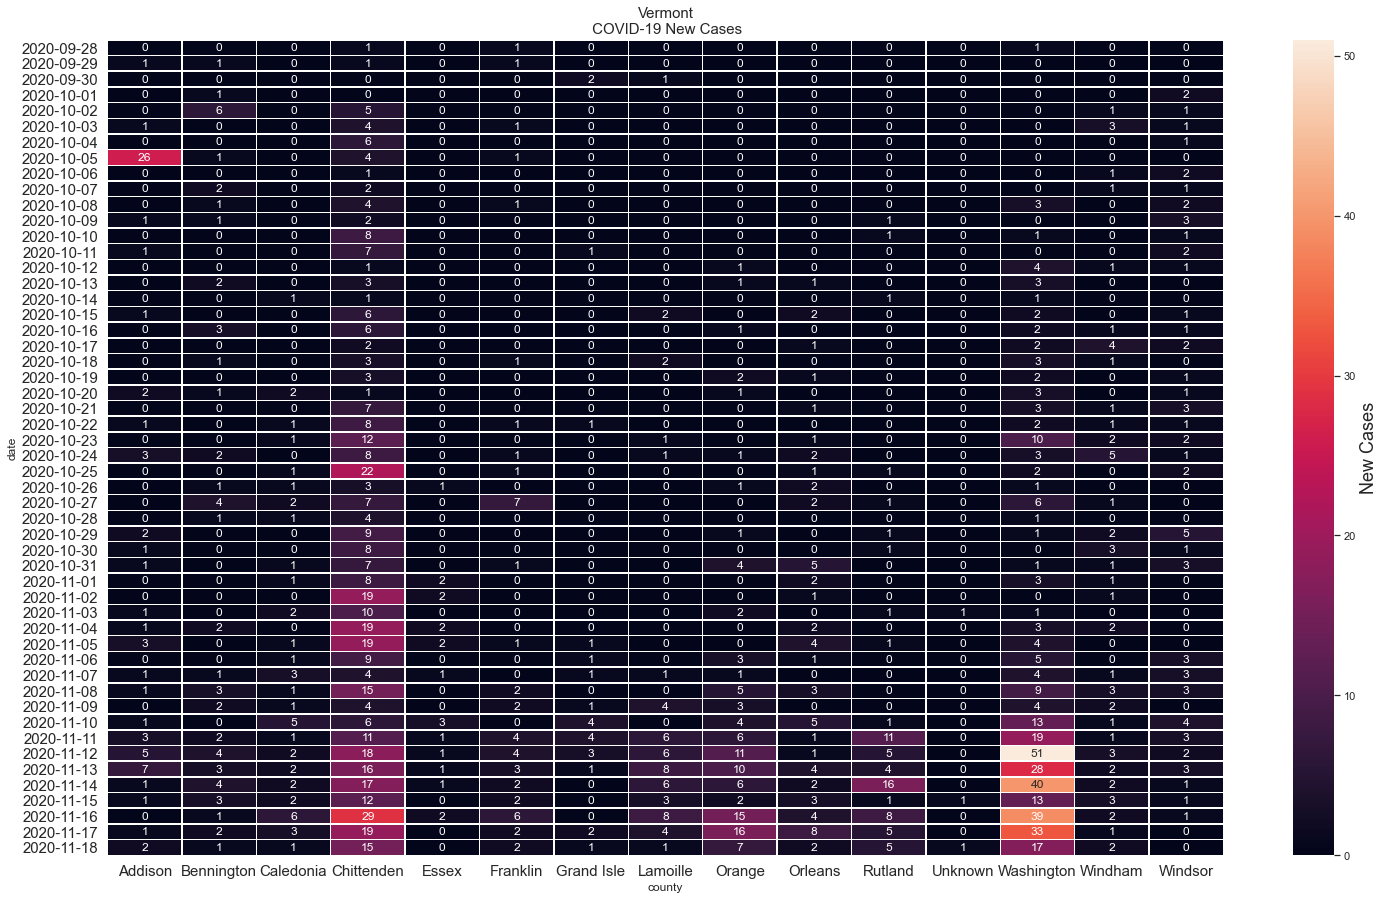 Vermont
COVID-19 New Cases
2020-09-28 0 0 0 1 0 1 0 0 0 0 0 0 1 0 0
2020-09-29 1 1 0 1 0 1 0 0 0 0 0 0 0 0 0
2020-09-30 0 0 0 0 0 0 2 1 0 0 0 0 0 0 0
2020-10-01 0 1 0 0 0 0 0 0 0 0 0 0 0 0 2
2020-10-02 0 6 0 5 0 0 0 0 0 0 0 0 0 1 1
2020-10-03 1 0 0 4 0 1 0 0 0 0 0 0 0 3 1
2020-10-04 0 0 0 6 0 0 0 0 0 0 0 0 0 0 1
2020-10-05 26 1 0 4 0 1 0 0 0 0 0 0 0 0 0
2020-10-06 0 0 0 1 0 0 0 0 0 0 0 0 0 1 2
2020-10-07 0 2 0 2 0 0 0 0 0 0 0 0 0 1 1
2020-10-08 0 1 0 4 0 1 0 0 0 0 0 0 3 0 2
2020-10-09 1 1 0 2 0 0 0 0 0 0 1 0 0 0 3
2020-10-10 0 0 0 8 0 0 0 0 0 0 1 0 1 0 1
2020-10-11 1 0 0 7 0 0 1 0 0 0 0 0 0 0 2
2020-10-12 0 0 0 1 0 0 0 0 1 0 0 0 4 1 1
2020-10-13 0 2 0 3 0 0 0 0 1 1 0 0 3 0 0
2020-10-14 0 0 1 1 0 0 0 0 0 0 1 0 1 0 0
2020-10-15 1 0 0 6 0 0 0 2 0 2 0 0 2 0 1
2020-10-16 0 3 0 6 0 0 0 0 1 0 0 0 2 1 1
2020-10-17 0 0 0 2 0 0 0 0 0 1 0 0 2 4 2
2020-10-18 0 1 0 3 0 1 0 2 0 0 0 0 3 1 0
2020-10-19 0 0 0 3 0 0 0 0 2 1 0 0 2 0 1
2020-10-20 2 1 2 1 0 0 0 0 1 0 0 0 3 0 1
2020-10-21 0 0 0 7 0 0 0 0 0 1 0 0 3 1 3
2020-10-22 1 0 1 8 0 1 1 0 0 0 0 0 2 1 1
2020-10-23 0 0 1 12 0 0 0 1 0 1 0 0 10 2 2
2020-10-24 3 2 0 8 0 1 0 1 1 2 0 0 3 5 1
2020-10-25 0 0 1 22 0 1 0 0 0 1 1 0 2 0 2
2020-10-26 0 1 1 3 1 0 0 0 1 2 0 0 1 0 0
2020-10-27 0 4 2 7 0 7 0 0 0 2 1 0 6 1 0
2020-10-28 0 1 1 4 0 0 0 0 0 0 0 0 1 0 0
2020-10-29 2 0 0 9 0 0 0 0 1 0 1 0 1 2 5
2020-10-30 1 0 0 8 0 0 0 0 0 0 1 0 0 3 1
2020-10-31 1 0 1 7 0 1 0 0 4 5 0 0 1 1 3
2020-11-01 0 0 1 8 2 0 0 0 0 2 0 0 3 1 0
2020-11-02 0 0 0 19 2 0 0 0 0 1 0 0 0 1 0
2020-11-03 1 0 2 10 0 0 0 0 2 0 1 1 1 0 0
2020-11-04 1 2 0 19 2 0 0 0 0 2 0 0 3 2 0
2020-11-05 3 0 1 19 2 1 1 0 0 4 1 0 4 0 0
2020-11-06 0 0 1 9 0 0 1 0 3 1 0 0 5 0 3
2020-11-07 1 1 3 4 1 0 1 1 1 0 0 0 4 1 3
2020-11-08 1 3 1 15 0 2 0 0 5 3 0 0 9 3 3
2020-11-09 0 2 1 4 0 2 1 4 3 0 0 0 4 2 0
2020-11-10 1 0 5 6 3 0 4 0 4 5 1 0 13 1 4
2020-11-11 3 2 1 11 1 4 4 6 6 1 11 0 19 1 3
2020-11-12 5 4 2 18 1 4 3 6 11 1 5 0 51 3 2
2020-11-13 7 3 2 16 1 3 1 8 10 4 4 0 28 2 3
2020-11-14 1 4 2 17 1 2 0 6 6 2 16 0 40 2 1
2020-11-15 1 3 2 12 0 2 0 3 2 3 1 1 13 3 1
2020-11-16 0 1 6 29 2 6 0 8 15 4 8 0 39 2 1
2020-11-17 1 2 3 19 0 2 2 4 16 8 5 0 33 1 0
2020-11-18 2 1 1 15 0 2 1 1 7 2 5 1 17 2 0
Addison Bennington Caledonia Chittenden Essex Franklin Grand Isle Lamoille Orange Orleans Rutland Unknown Washington Windham Windsor
county
date
50
40
30
20
10
0
New Cases